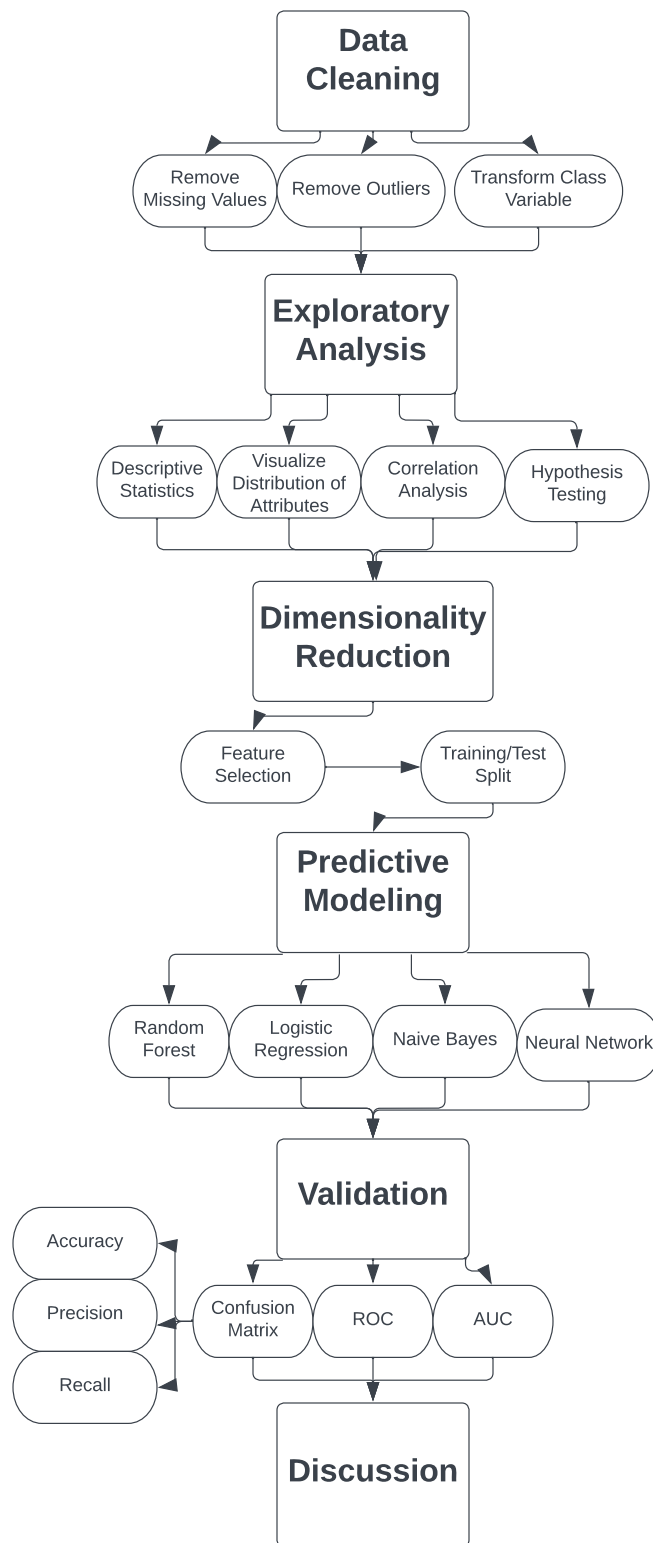 Data
Cleaning
Remove
Missing Values
Remove Outliers
Transform Class
Variable
Exploratory
Analysis
Descriptive
Statistics
Visualize
Distribution of
Attributes
Correlation
Analysis
Hypothesis
Testing
Dimensionality
Reduction
Feature
Selection
Training/Test
Split
Predictive
Modeling
Random
Forest
Logistic
Regression
Naive Bayes
Neural Network
Validation
Accuracy
Precision
Recall
Confusion
Matrix
ROC
AUC
Discussion